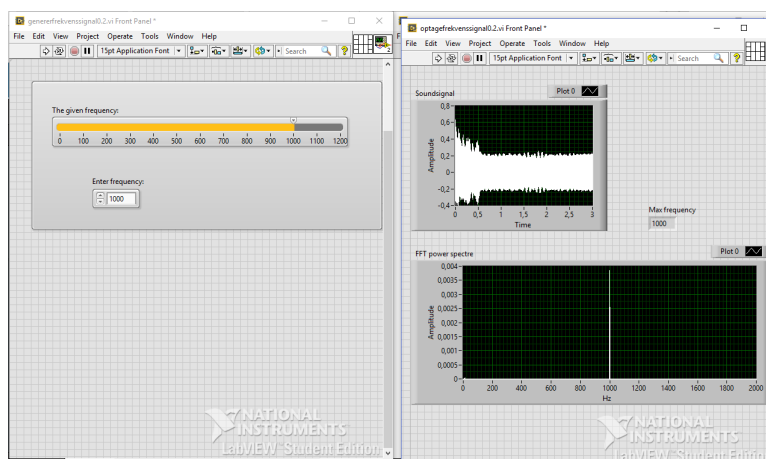 genererfrekvenssignal0.2.vi Front Panel *
File Edit View Project Operate Tools Window Help
15pt Application Font
Search
2
The given frequency:
0 100 200 300 400 500 600 700 800 900 1000 1100 1200
Enter frequency:
1000
NATIONAL
INSTRUMENTS
LabVIEW™ Student Edition
F
optagefrekvenssignal0.2.vi Front Panel *
File Edit View Project Operate Tools Window Help
15pt Application Font
Search
Soundsignal
Plot 0
0,8
0,6
0,4
0,2
0
-0,2
-0,4
Amplitude
0 0,5 1 1,5 2 2,5 3
Time
Max frequency
1000
FFT power spectre
Plot 0
0,004
0,0035
0,003
0,0025
0,002
0,0015
0,001
0,0005
0
Amplitude
0 200 400 600 800 1000 1200 1400 1600 1800 2000
Hz
NATIONAL
INSTRUMENTS
LabVIEW™ Student Editio